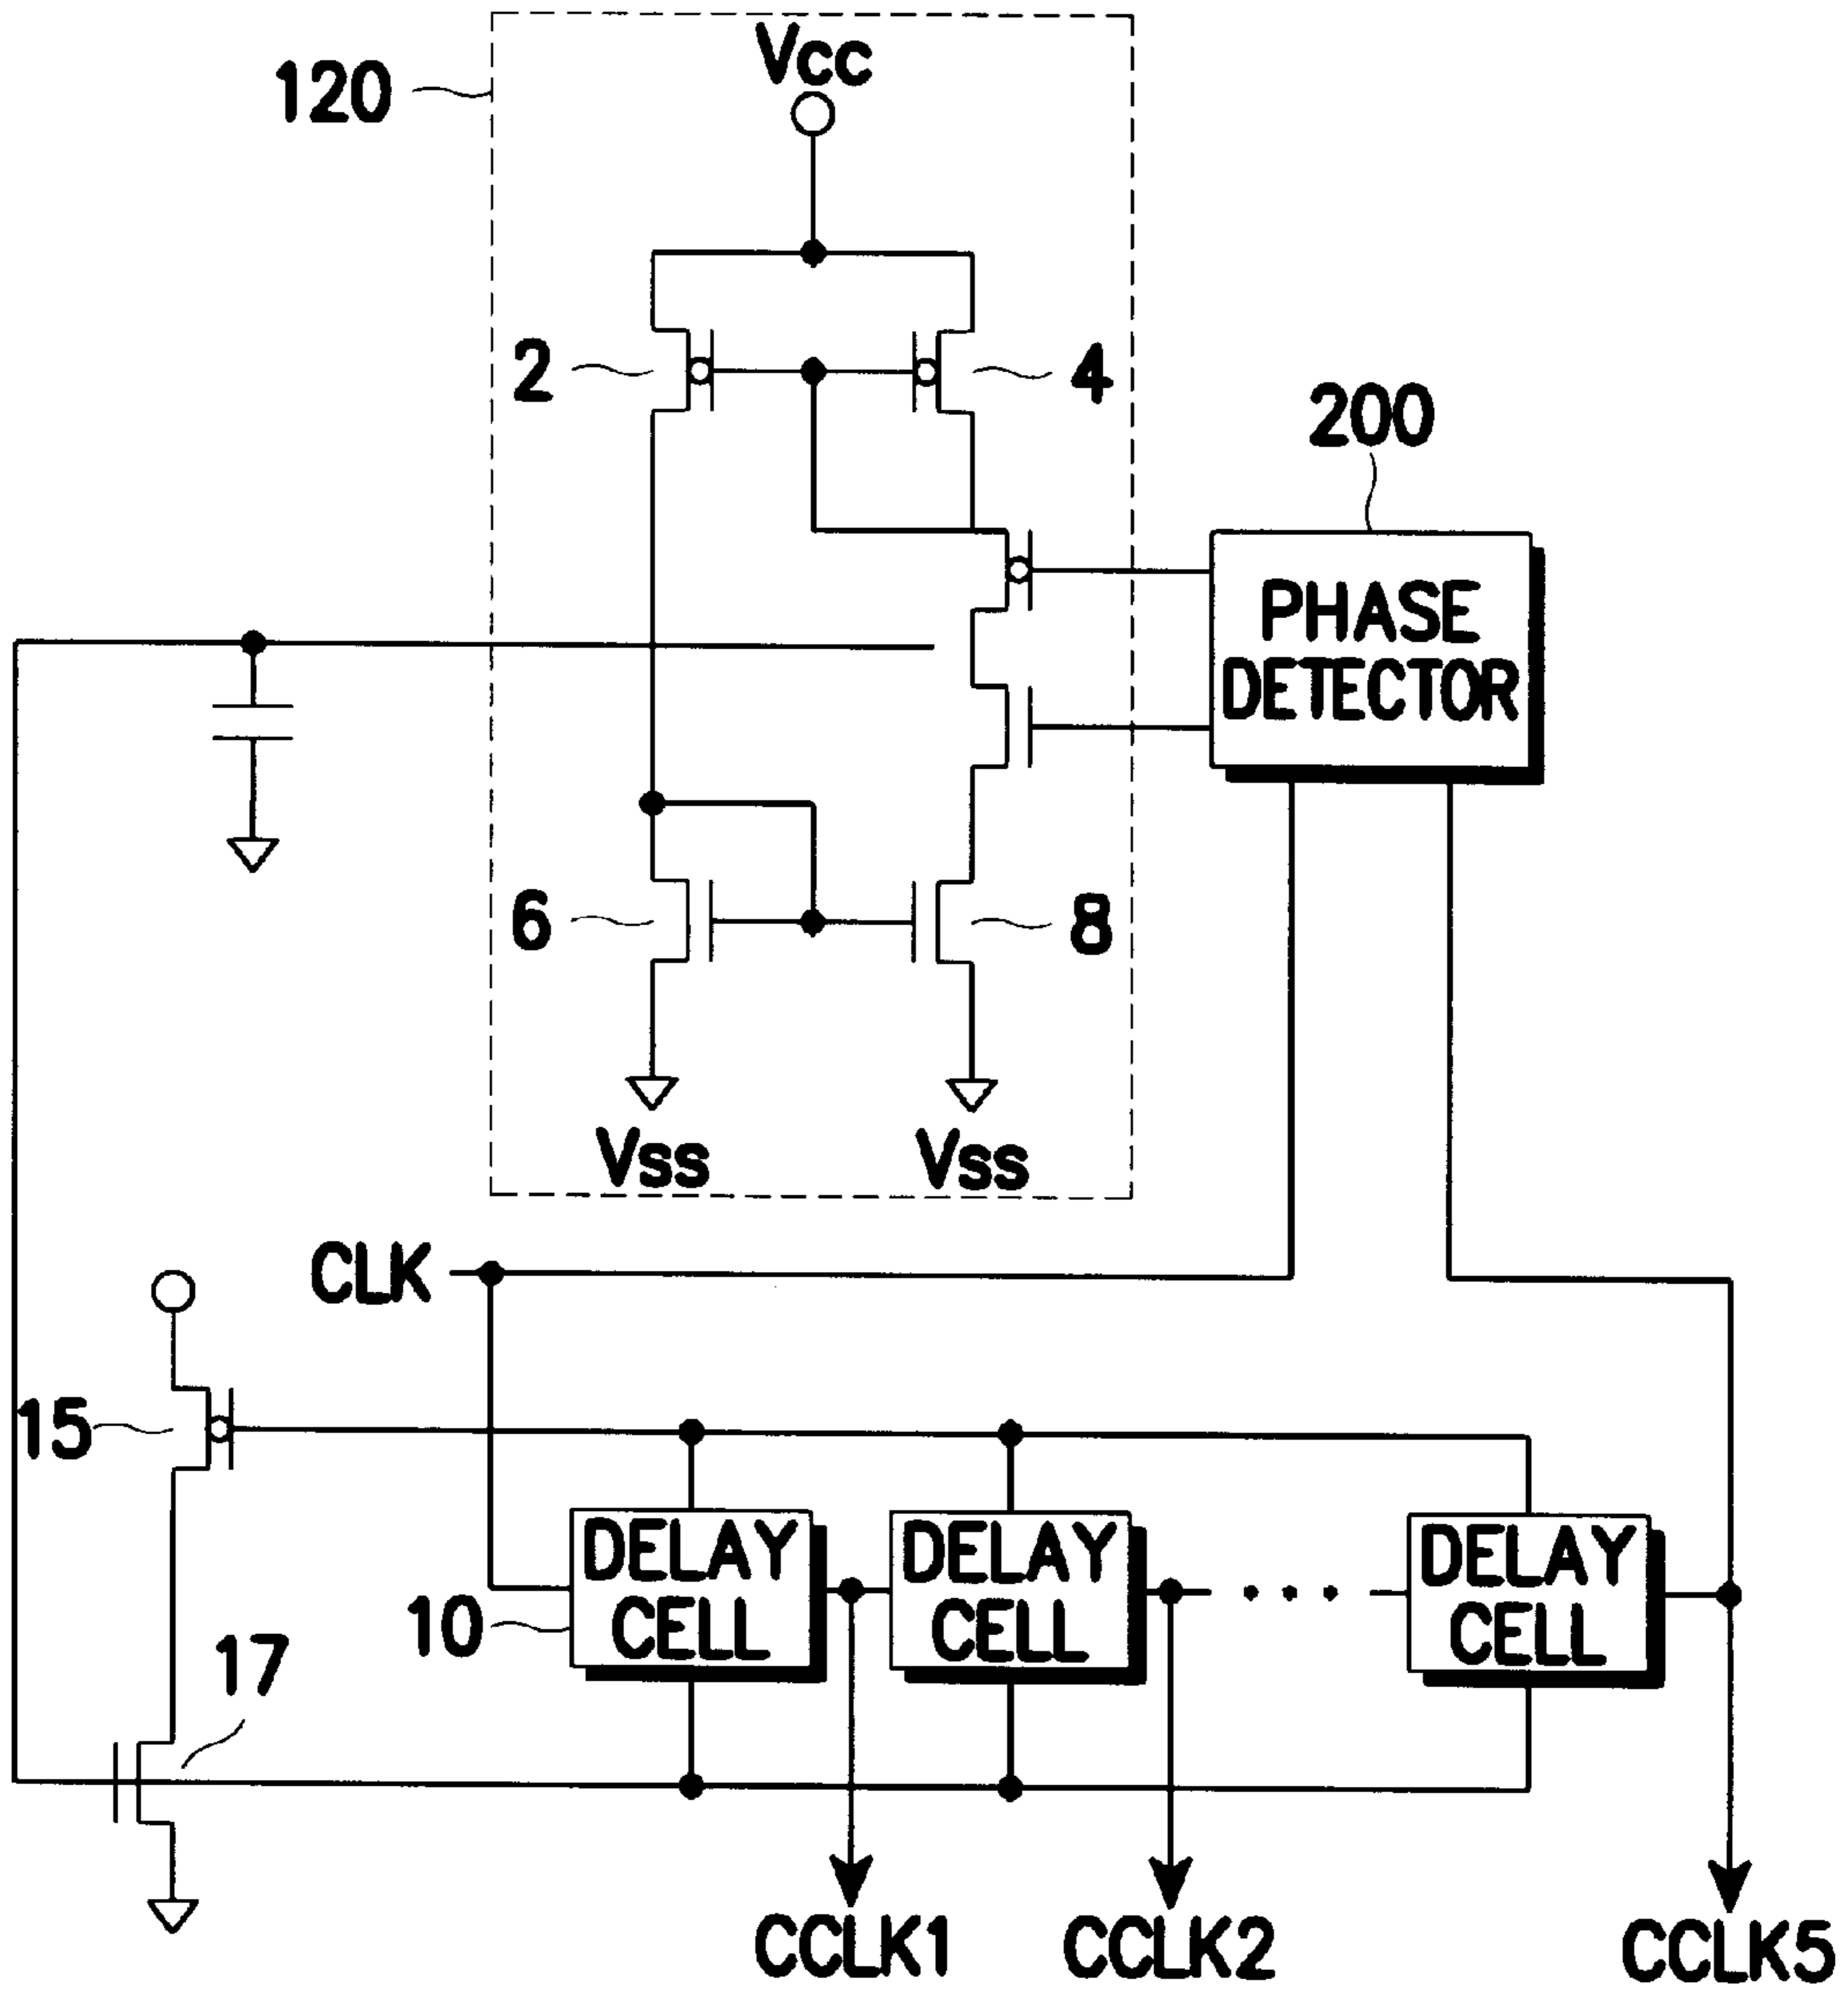 Vcc
120
2
4
200
PHASE
DETECTOR
6
8
Vss
Vss
CLK
15
DELAY
CELL
DELAY
CELL
DELAY
CELL
10
17
CCLK1
CCLK2
CCLK5